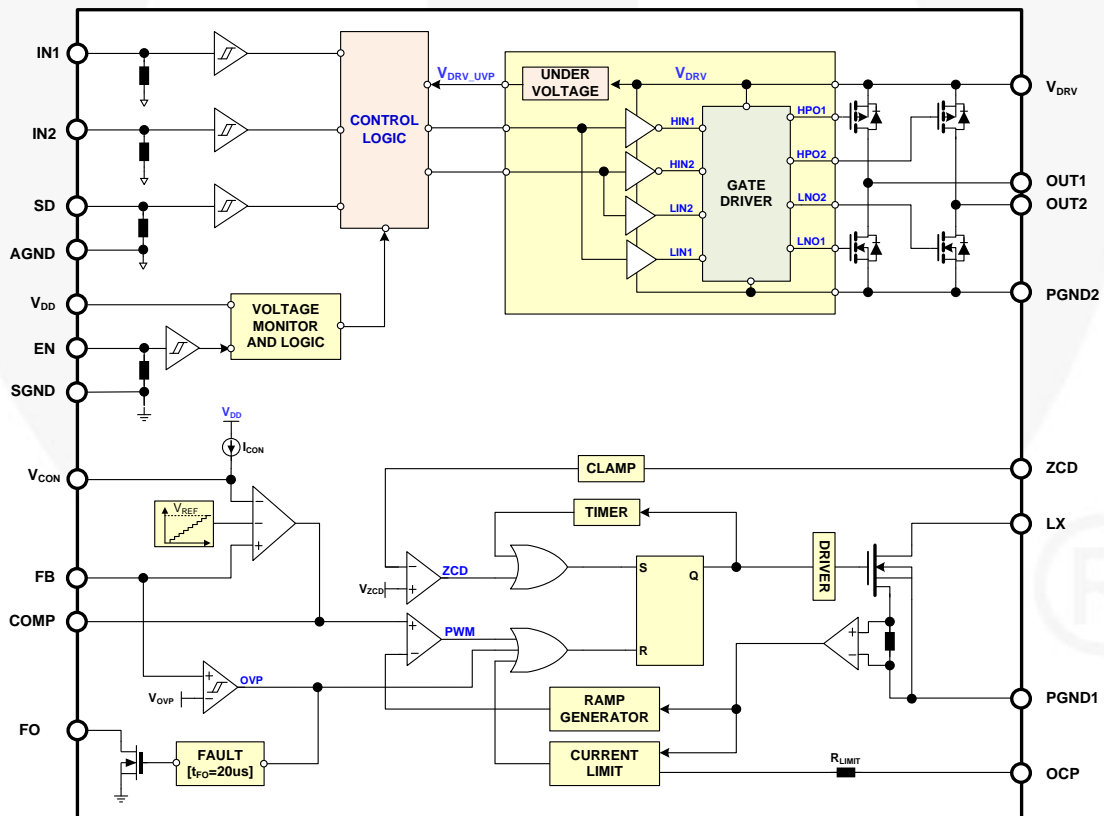 IN1
IN2
SD
AGND
VDD
EN
SGND
VCON
FB
COMP
FO
CONTROL
LOGIC
VOLTAGE
MONITOR
AND LOGIC
VDRV_UVP
UNDER
VOLTAGE
VDRV
HIN1
HIN2
LIN2
LIN1
GATE
DRIVER
HPO1
HPO2
LNO2
LNO1
VDRV
OUT1
OUT2
PGND2
ZCD
LX
PGND1
OCP
VDD
ICON
VREF
−
−
+
CLAMP
TIMER
−
+
ZCD
VZCD
+
−
PWM
S
Q
R
DRIVER
+
−
+
−
OVP
VOVP
FAULT
[tFO=20us]
RAMP
GENERATOR
CURRENT
LIMIT
RLIMIT
R